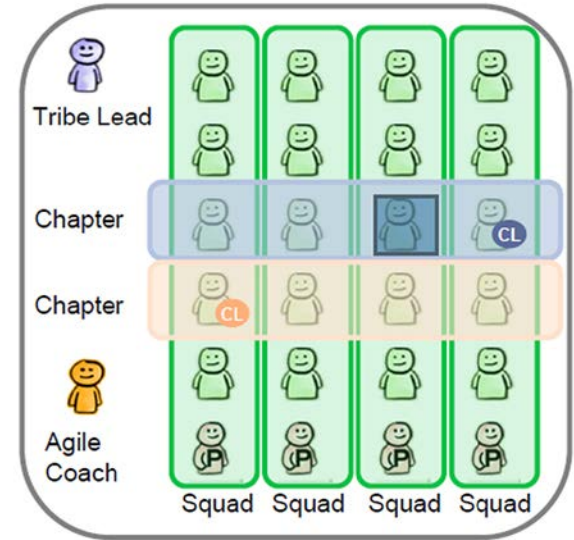 Tribe Lead
Chapter
CL
Chapter
CL
Agile
Coach
P P P P
Squad Squad Squad Squad